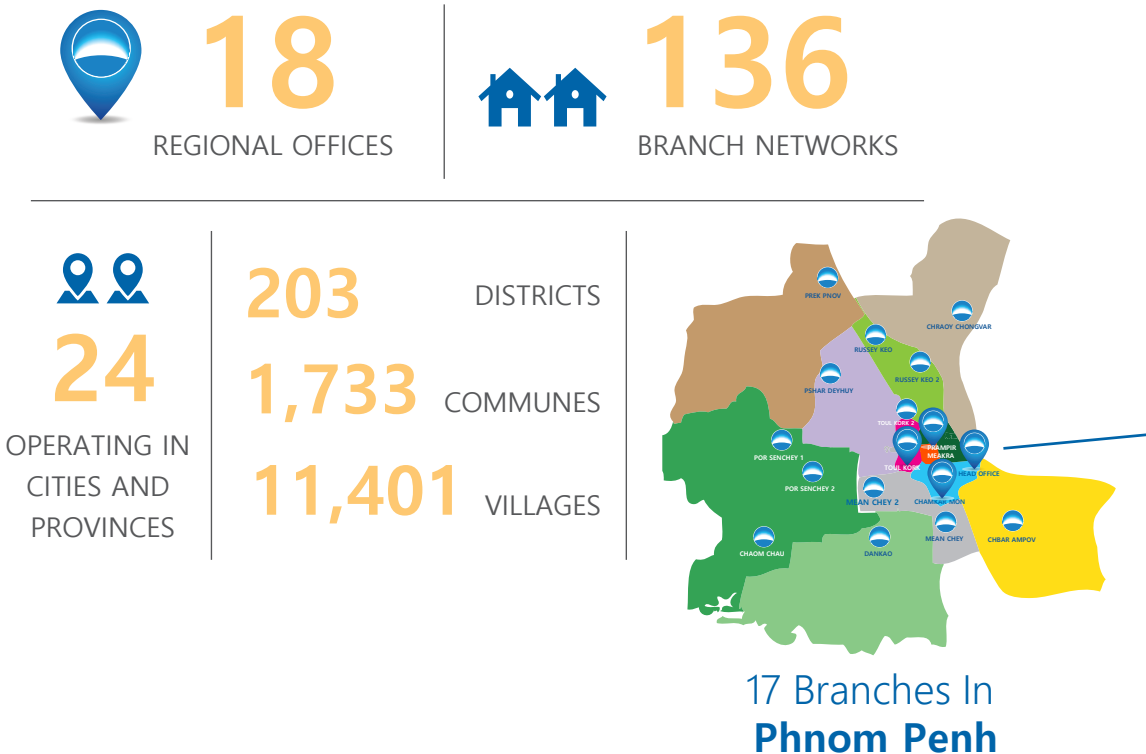 18
REGIONAL OFFICES
136
BRANCH NETWORKS
24
OPERATING IN
CITIES AND
PROVINCES
203 DISTRICTS
1,733 COMMUNES
11,401 VILLAGES
PREK PNOV
CHRAOY CHONGVAR
RUSSEY KEO
RUSSEY KEO 2
PSHAR DEYHUY
TOUL KORK 2
PRAMPIR
MEAKRA
POR SENCHEY 1
TOUL KORK
HEAD OFFICE
POR SENCHEY 2
MEAN CHEY 2
CHAMKAR MON
CHAOM CHAU
DANKAO
MEAN CHEY
CHBAR AMPOV
17 Branches In
Phnom Penh